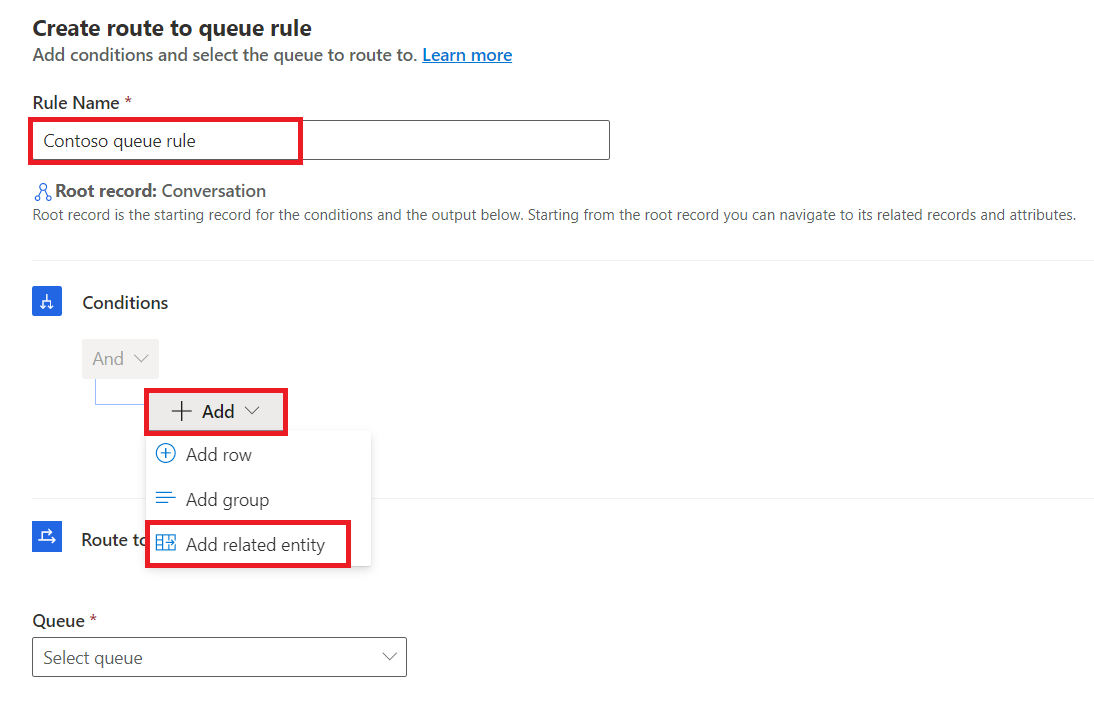 Create route to queue rule
Add conditions and select the queue to route to. Learn more
Rule Name *
Contoso queue rule
Root record: Conversation
Root record is the starting record for the conditions and the output below. Starting from the root record you can navigate to its related records and attributes.
Conditions
And
Add
Add row
Add group
Route to
Add related entity
Queue *
Select queue